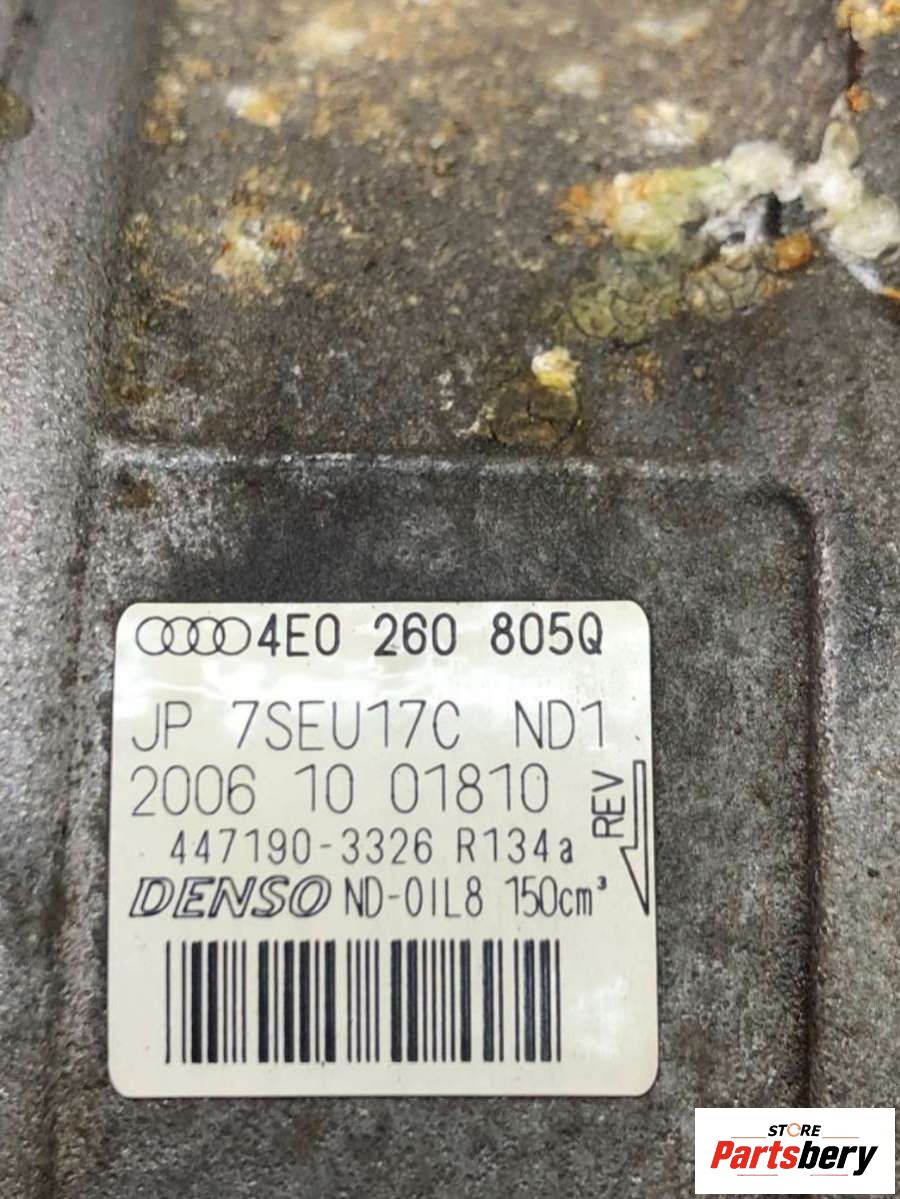 4E0 260 805Q
JP 7SEU17C ND1
2006 10 01810
447190-3326 R134a
REV
DENSO ND-OIL8 150cm³
STORE
Partsbery